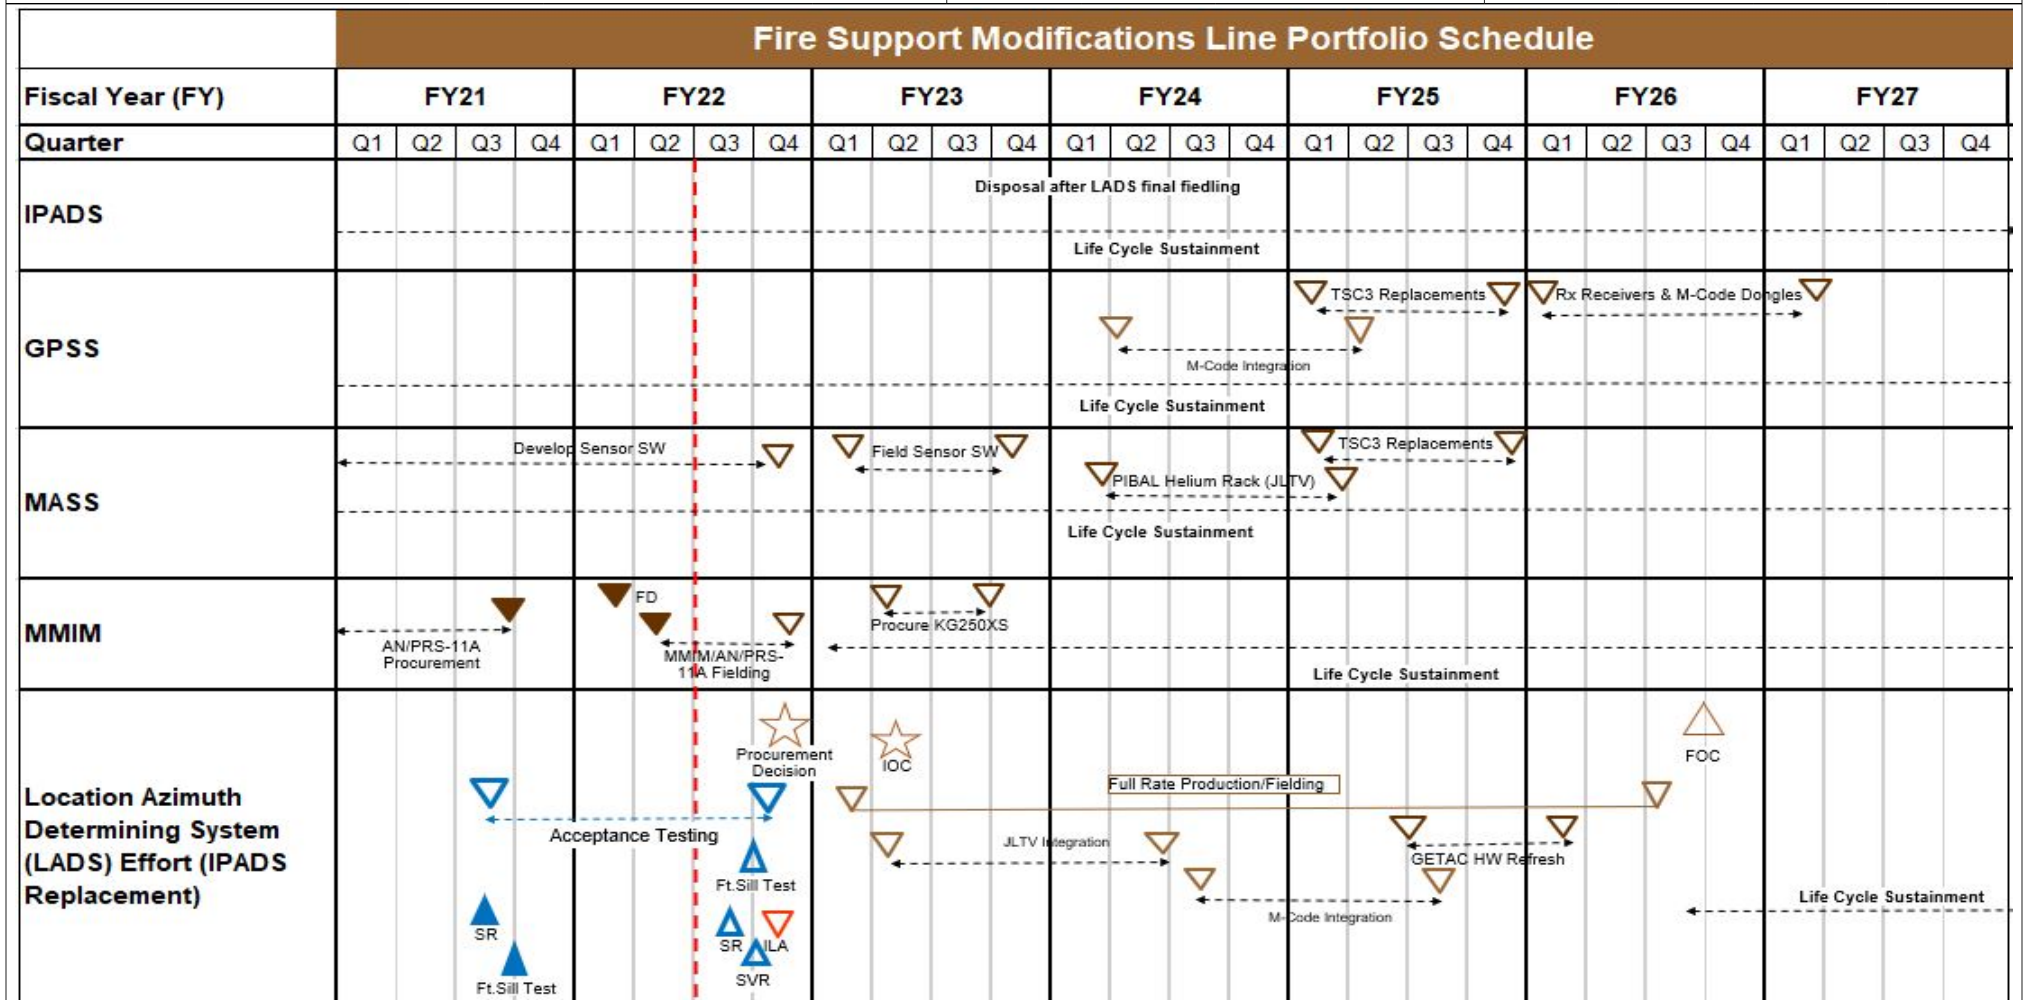 Fire Support Modifications Line Portfolio Schedule
Fiscal Year (FY) FY21 FY22 FY23 FY24 FY25 FY26 FY27
Quarter Q1 Q2 Q3 Q4 Q1 Q2 Q3 Q4 Q1 Q2 Q3 Q4 Q1 Q2 Q3 Q4 Q1 Q2 Q3 Q4 Q1 Q2 Q3 Q4 Q1 Q2 Q3 Q4
IPADS
Disposal after LADS final fiedling
Life Cycle Sustainment
GPSS
TSC3 Replacements
Rx Receivers & M-Code Dongles
M-Code Integration
Life Cycle Sustainment
MASS
Develop Sensor SW
Field Sensor SW
TSC3 Replacements
PIBAL Helium Rack (JLTV)
Life Cycle Sustainment
MMIM
FD
AN/PRS-11A
Procurement
MMIM/AN/PRS-
11A Fielding
Procure KG250XS
Life Cycle Sustainment
Location Azimuth
Determining System
(LADS) Effort (IPADS
Replacement)
Procurement
Decision
IOC
FOC
Full Rate Production/Fielding
Acceptance Testing
JLTV Integration
GETAC HW Refresh
Ft.Sill Test
M-Code Integration
Life Cycle Sustainment
SR
SR
ILA
SVR
Ft.Sill Test